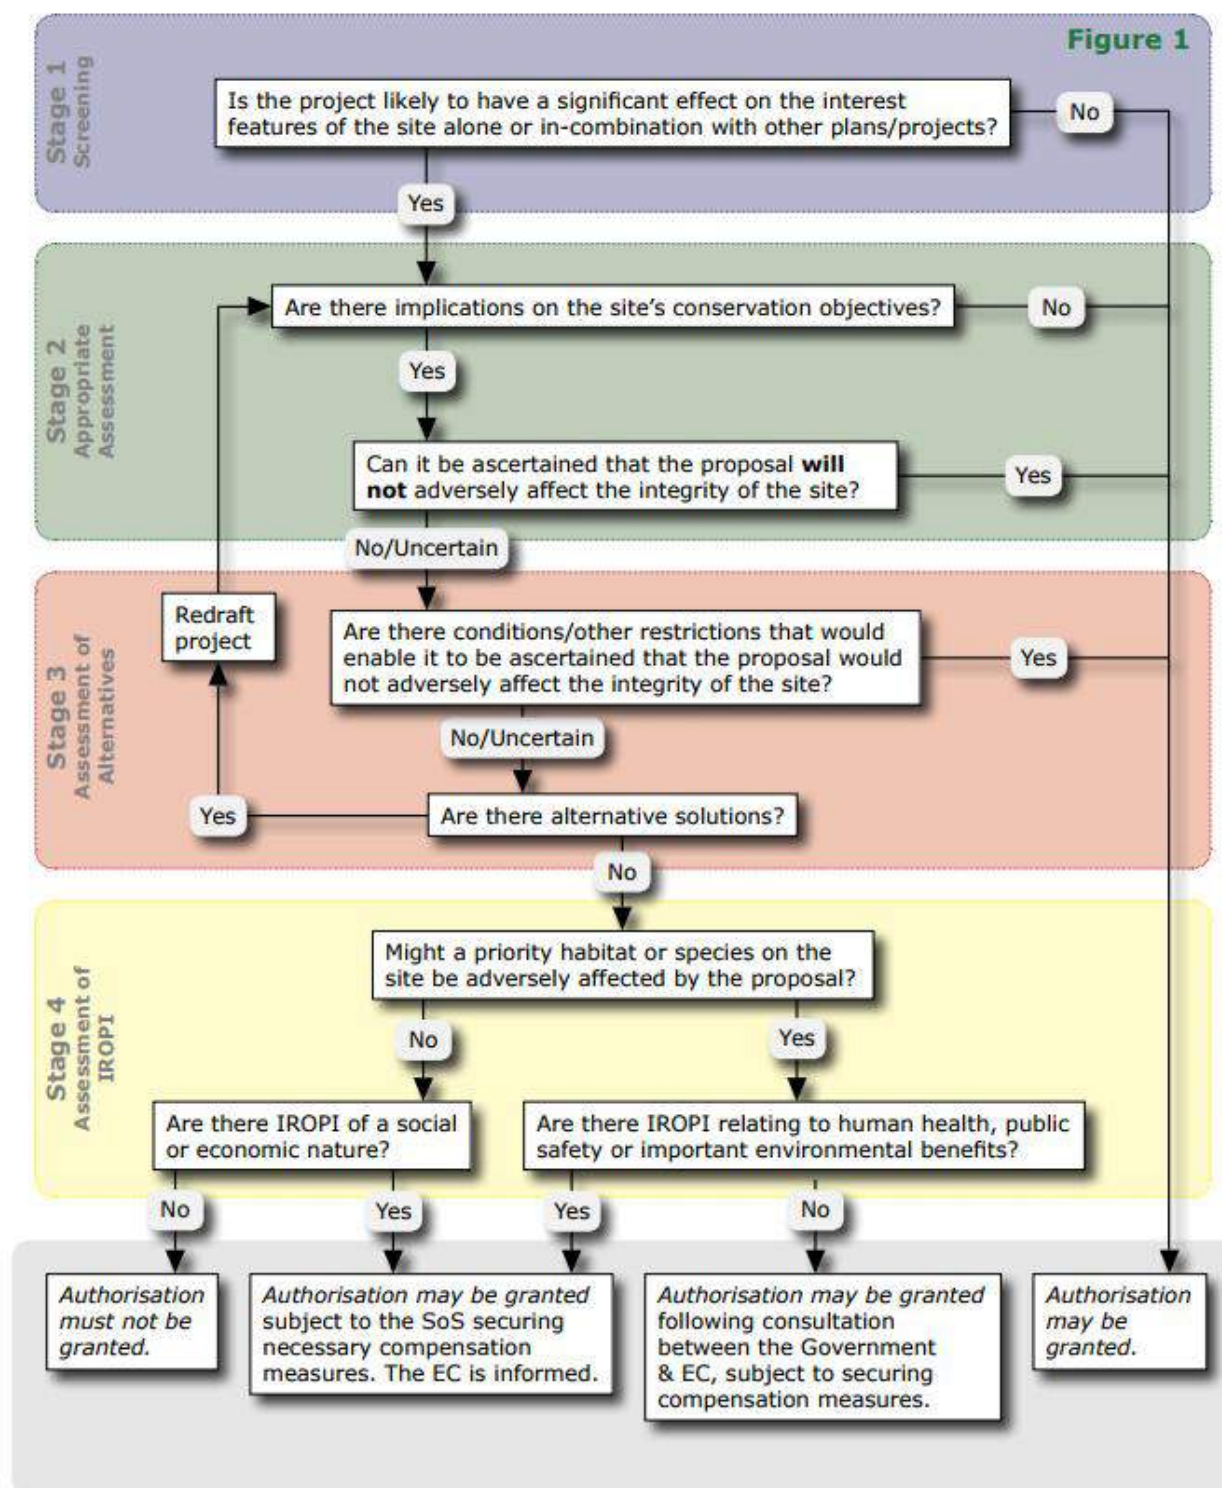 Figure 1
Stage 1
Screening
Is the project likely to have a significant effect on the interest
features of the site alone or in-combination with other plans/projects?
No
Yes
Stage 2
Appropriate
Assessment
Are there implications on the site's conservation objectives?
No
Yes
Can it be ascertained that the proposal will
not adversely affect the integrity of the site?
Yes
No/Uncertain
Stage 3
Assessment of
Alternatives
Redraft
project
Are there conditions/other restrictions that would
enable it to be ascertained that the proposal would
not adversely affect the integrity of the site?
Yes
No/Uncertain
Are there alternative solutions?
Yes
No
Stage 4
Assessment of
IROPI
Might a priority habitat or species on the
site be adversely affected by the proposal?
No
Yes
Are there IROPI of a social
or economic nature?
Are there IROPI relating to human health, public
safety or important environmental benefits?
No
Yes
Yes
No
Authorisation
must not be
granted.
Authorisation may be granted
subject to the SoS securing
necessary compensation
measures. The EC is informed.
Authorisation may be granted
following consultation
between the Government
& EC, subject to securing
compensation measures.
Authorisation
may be
granted.